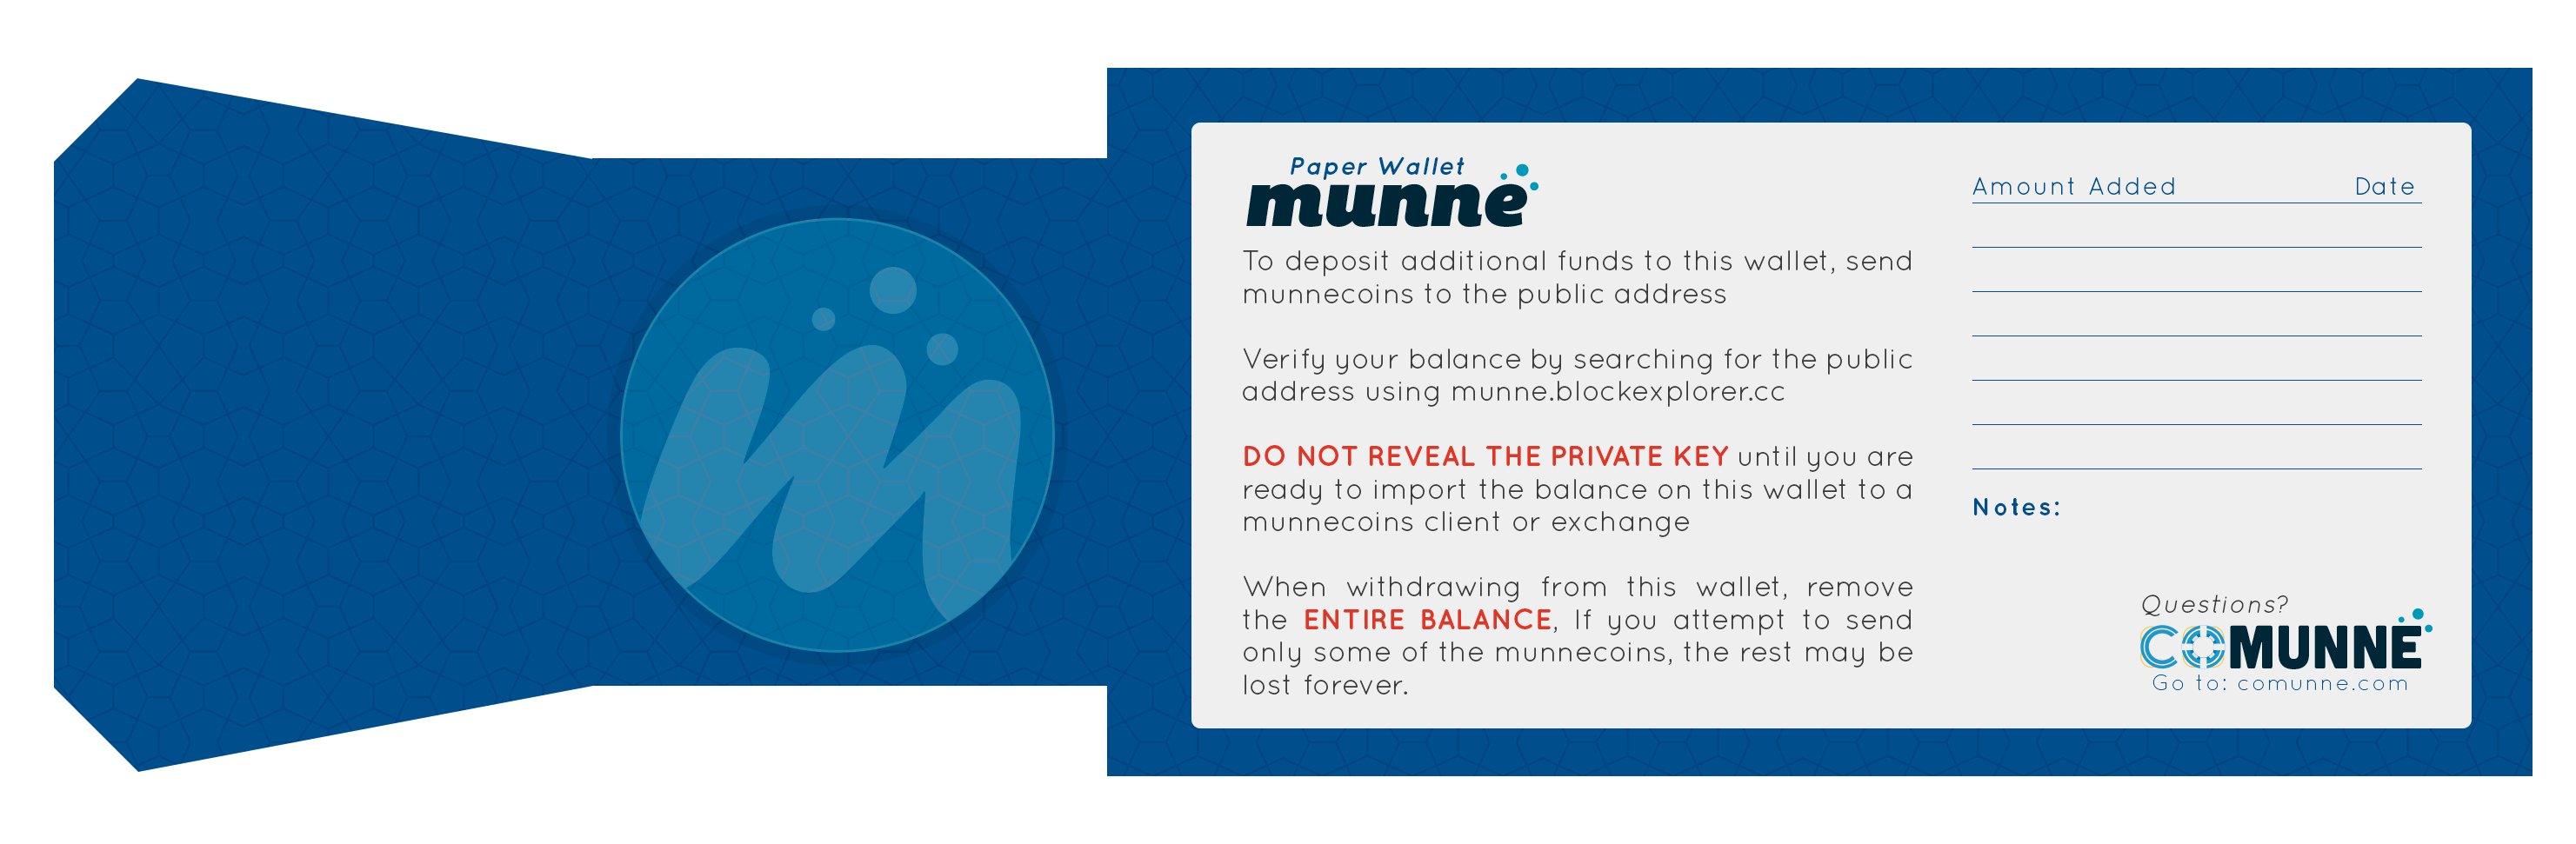 Paper Wallet
munne
To deposit additional funds to this wallet, send
munnecoins to the public address
Verify your balance by searching for the public
address using munne.blockexplorer.cc
DO NOT REVEAL THE PRIVATE KEY until you are
ready to import the balance on this wallet to a
munnecoins client or exchange
When withdrawing from this wallet, remove
the ENTIRE BALANCE, If you attempt to send
only some of the munnecoins, the rest may be
lost forever.
Amount Added Date
Notes:
Questions?
COMUNNE
Go to: comunne.com